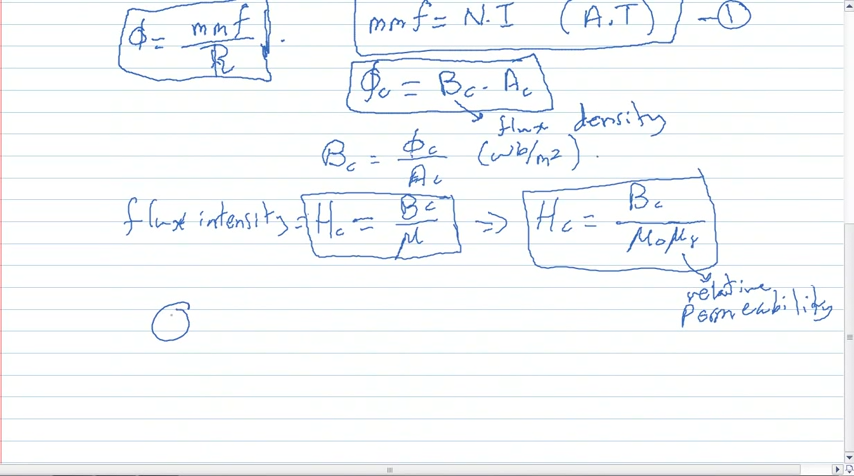 ϕ = mmf / R . mmf = N.I (A.T) -①
ϕc = Bc . Ac
flux density
Bc = ϕc / Ac (wb/m²) .
flux intensity = Hc = Bc / μ ⇒ Hc = Bc / μ0μr
relative
Permeability